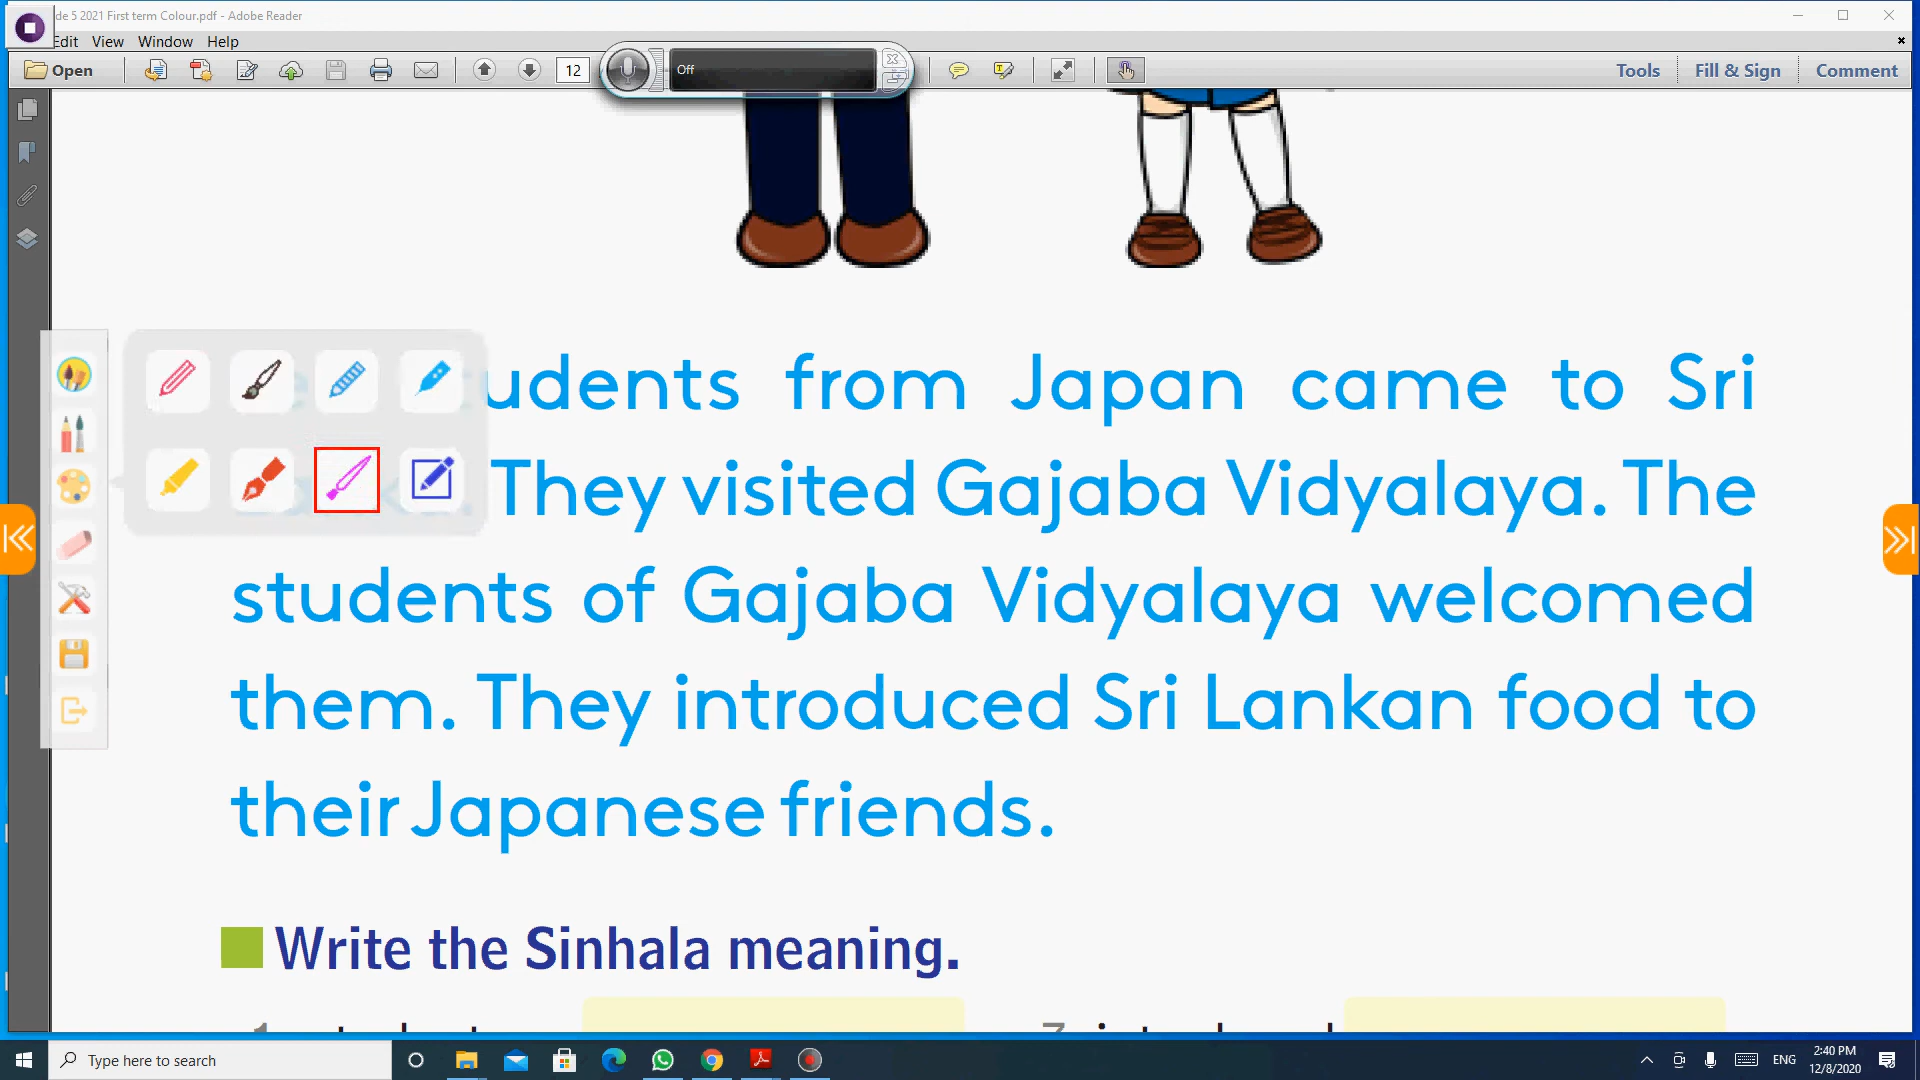 de 5 2021 First term Colour.pdf - Adobe Reader
Edit View Window Help
Open 12 Off Tools Fill & Sign Comment
udents from Japan came to Sri
They visited Gajaba Vidyalaya. The
students of Gajaba Vidyalaya welcomed
them. They introduced Sri Lankan food to
their Japanese friends.
Write the Sinhala meaning.
Type here to search
ENG 2:40 PM
12/8/2020